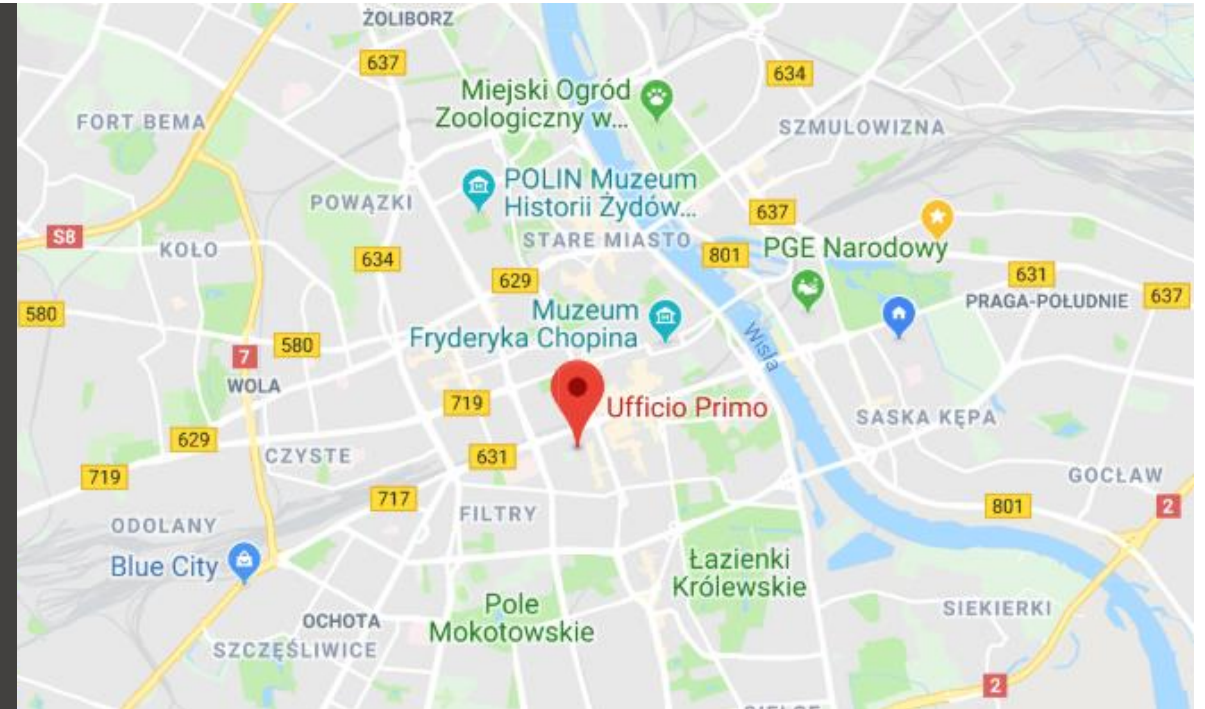 ŻOLIBORZ
637
634
Miejski Ogród
Zoologiczny w...
FORT BEMA
SZMULOWIZNA
POLIN Muzeum
Historii Żydów...
POWĄZKI
637
S8
KOŁO
STARE MIASTO
801
PGE Narodowy
634
629
631
PRAGA-POŁUDNIE
637
580
Muzeum
Fryderyka Chopina
Wisła
580
7
WOLA
719
Ufficio Primo
SASKA KĘPA
629
CZYSTE
631
719
GOCŁAW
717
FILTRY
801
2
ODOLANY
Blue City
Łazienki
Królewskie
OCHOTA
Pole
Mokotowskie
SIEKIERKI
SZCZĘŚLIWICE
2